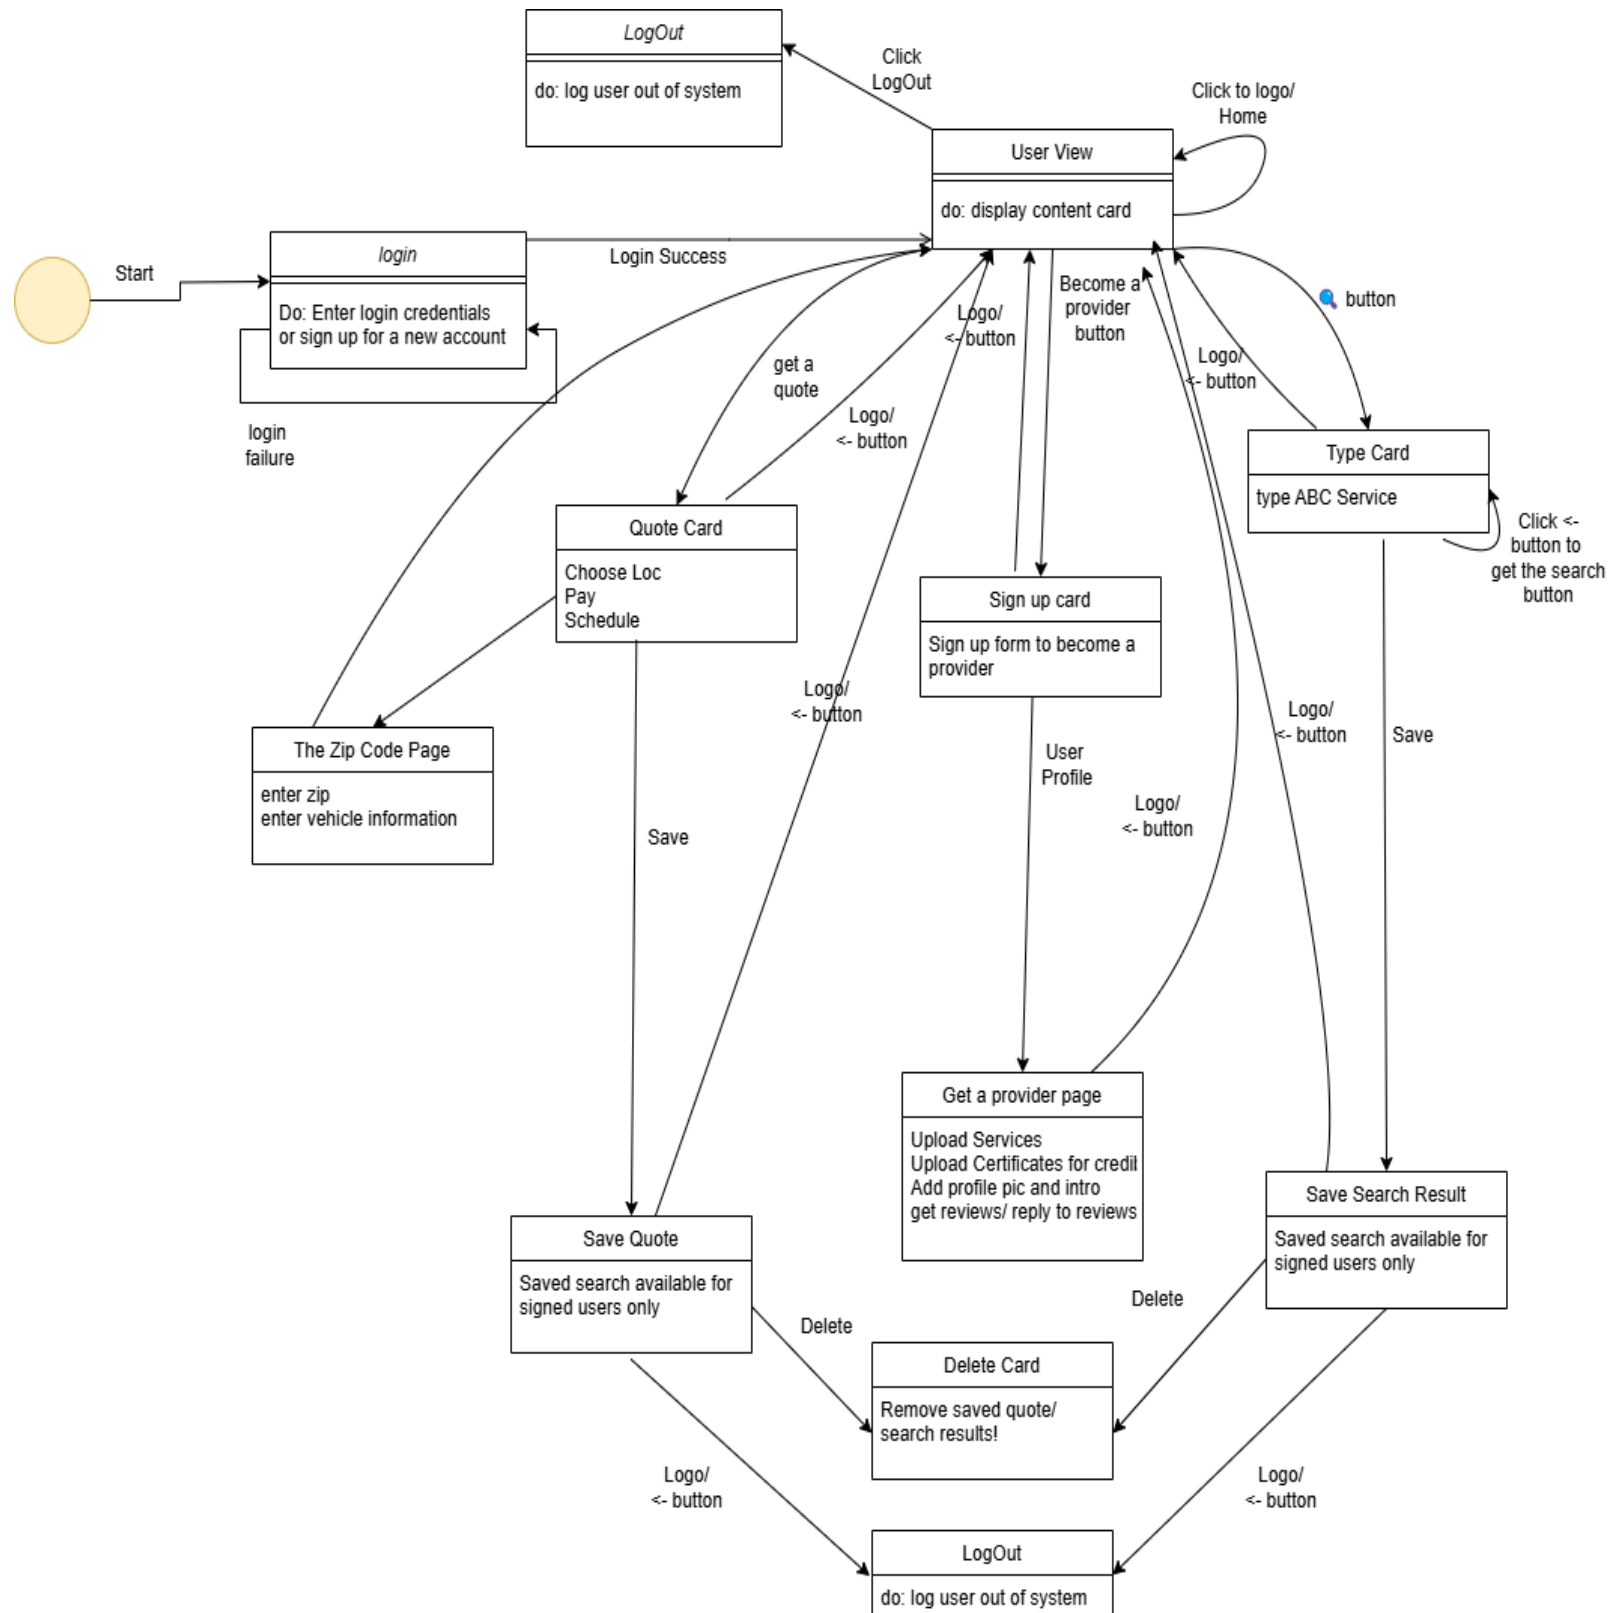 LogOut
do: log user out of system
Click
LogOut
Click to logo/
Home
User View
do: display content card
Start
login
Do: Enter login credentials
or sign up for a new account
Login Success
login
failure
get a
quote
Logo/
<- button
Logo/
<- button
Become a
provider
button
🔍 button
Logo/
<- button
Type Card
type ABC Service
Click <-
button to
get the search
button
Quote Card
Choose Loc
Pay
Schedule
Sign up card
Sign up form to become a
provider
The Zip Code Page
enter zip
enter vehicle information
Logo/
<- button
User
Profile
Logo/
<- button
Logo/
<- button
Save
Save
Get a provider page
Upload Services
Upload Certificates for credit
Add profile pic and intro
get reviews/ reply to reviews
Save Quote
Saved search available for
signed users only
Save Search Result
Saved search available for
signed users only
Delete
Delete
Delete Card
Remove saved quote/
search results!
Logo/
<- button
Logo/
<- button
LogOut
do: log user out of system